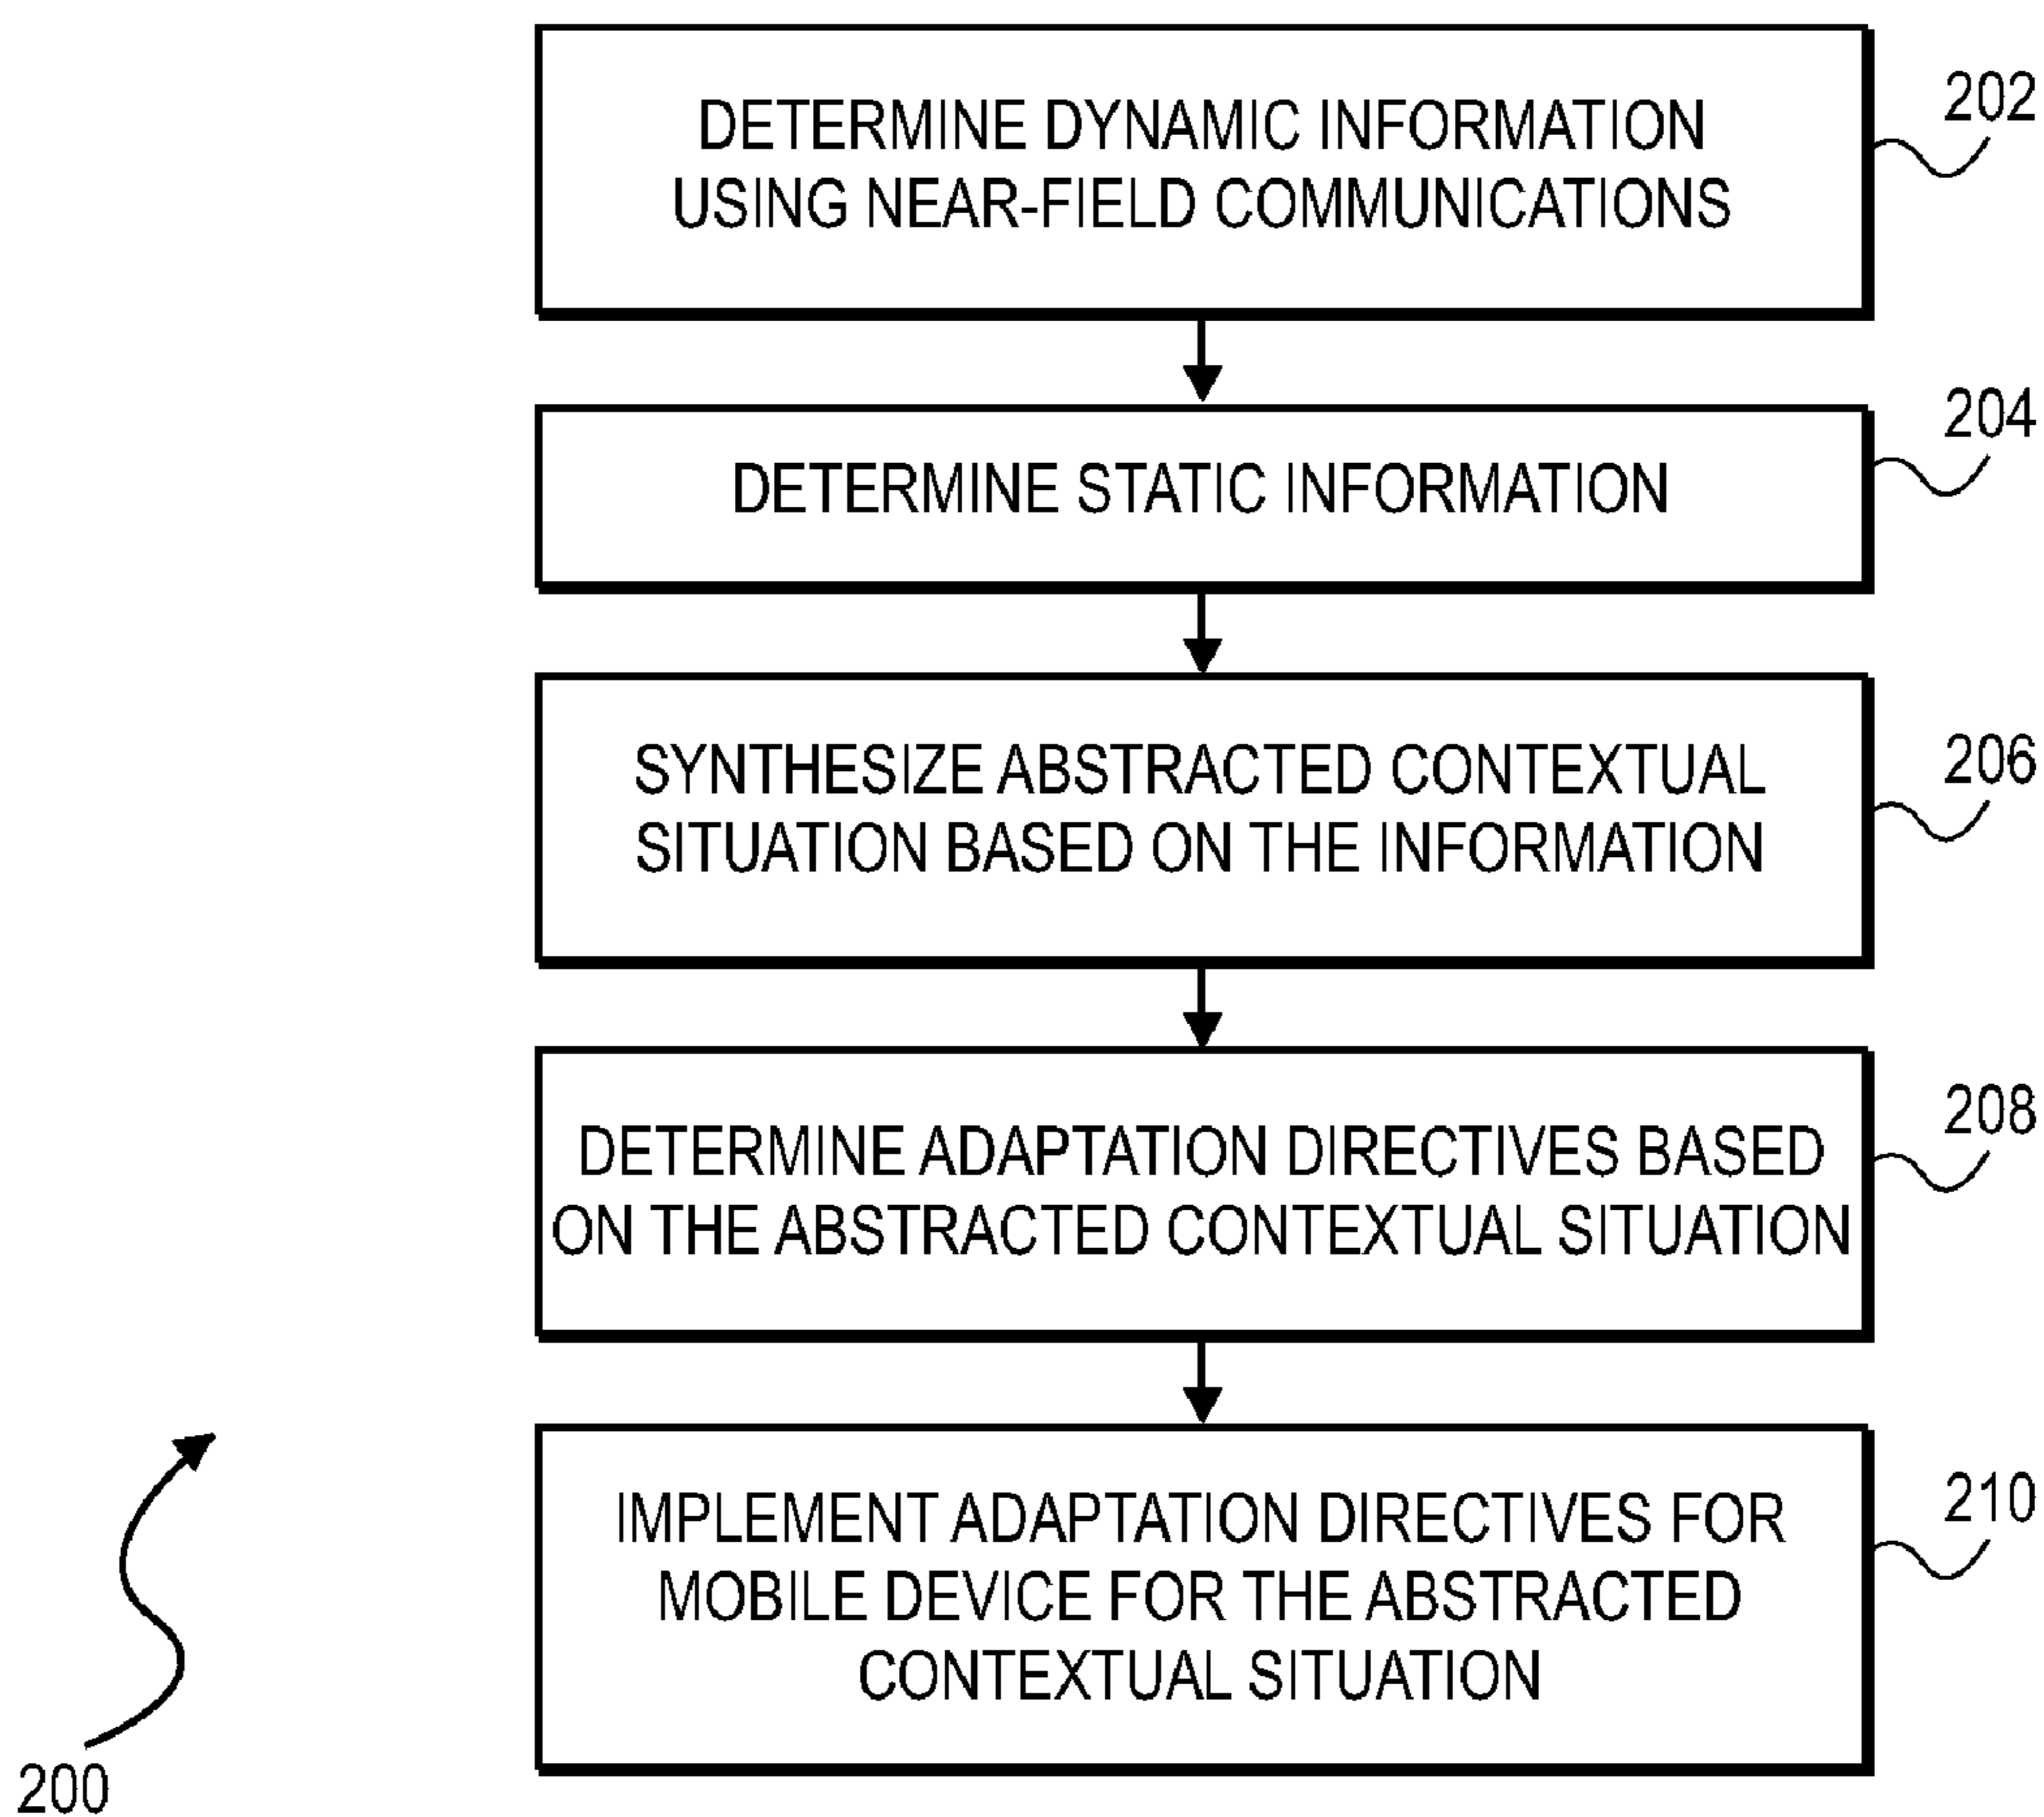 DETERMINE DYNAMIC INFORMATION
USING NEAR-FIELD COMMUNICATIONS
202
DETERMINE STATIC INFORMATION
204
SYNTHESIZE ABSTRACTED CONTEXTUAL
SITUATION BASED ON THE INFORMATION
206
DETERMINE ADAPTATION DIRECTIVES BASED
ON THE ABSTRACTED CONTEXTUAL SITUATION
208
IMPLEMENT ADAPTATION DIRECTIVES FOR
MOBILE DEVICE FOR THE ABSTRACTED
CONTEXTUAL SITUATION
210
200